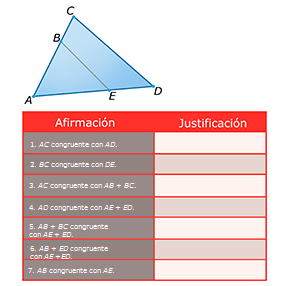 C
B
A
E
D
Afirmación Justificación
1. AC congruente con AD.
2. BC congruente con DE.
3. AC congruente con AB + BC.
4. AD congruente con AE + ED.
5. AB + BC congruente
con AE + ED.
6. AB + ED congruente
con AE +ED.
7. AB congruente con AE.